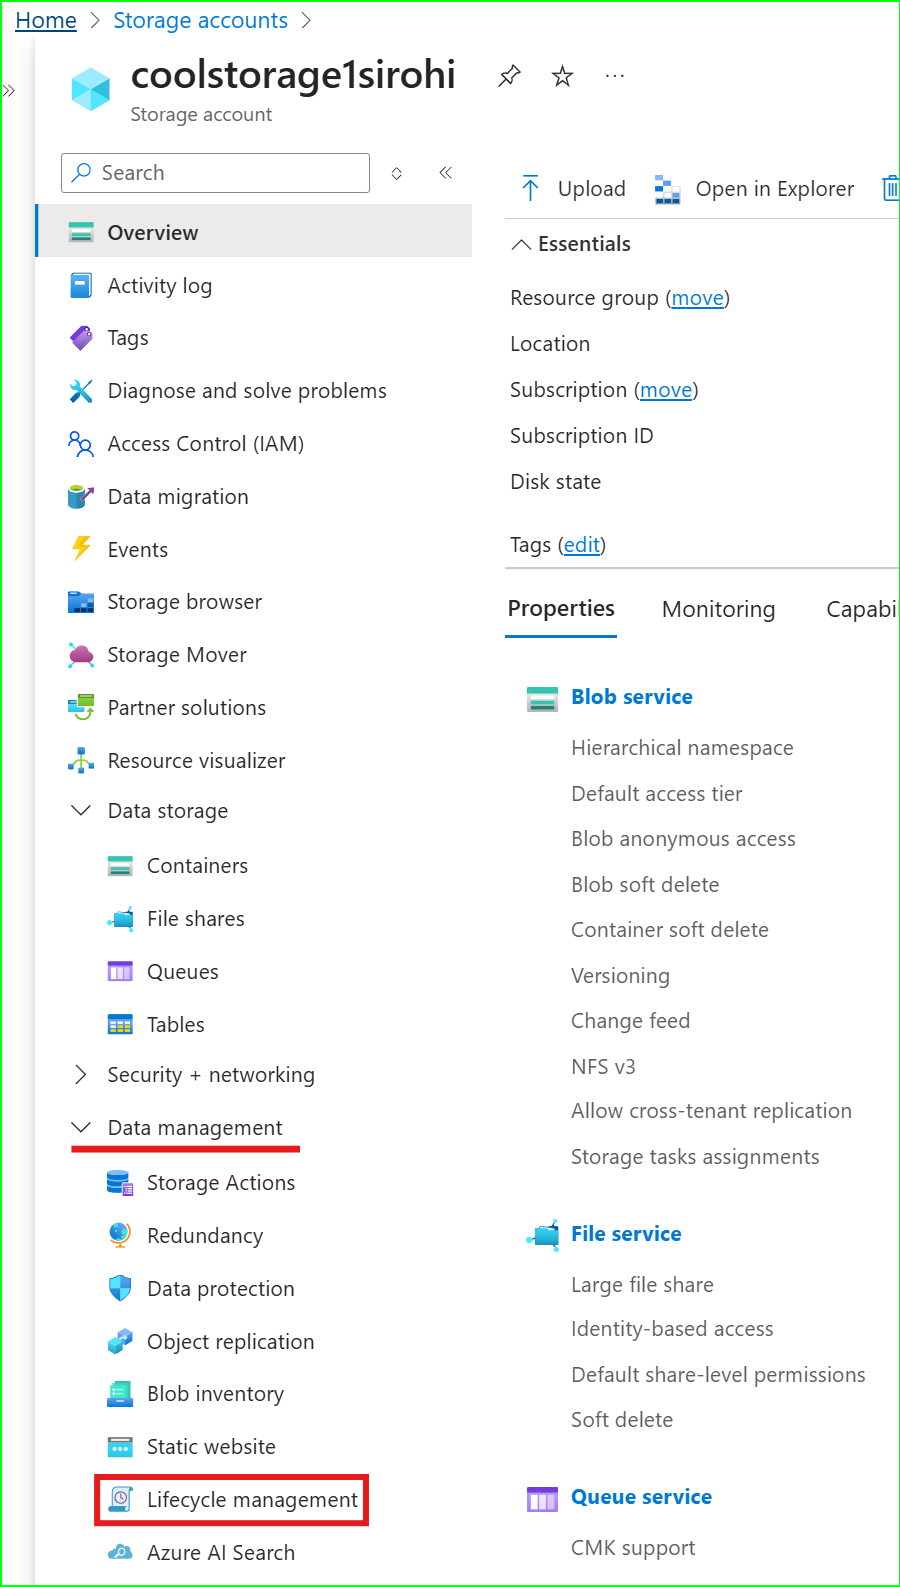 Home > Storage accounts >
coolstorage1sirohi
Storage account
Search
Overview
Activity log
Tags
Diagnose and solve problems
Access Control (IAM)
Data migration
Events
Storage browser
Storage Mover
Partner solutions
Resource visualizer
Data storage
Containers
File shares
Queues
Tables
Security + networking
Data management
Storage Actions
Redundancy
Data protection
Object replication
Blob inventory
Static website
Lifecycle management
Azure AI Search
Upload Open in Explorer
Essentials
Resource group (move)
Location
Subscription (move)
Subscription ID
Disk state
Tags (edit)
Properties Monitoring Capabi
Blob service
Hierarchical namespace
Default access tier
Blob anonymous access
Blob soft delete
Container soft delete
Versioning
Change feed
NFS v3
Allow cross-tenant replication
Storage tasks assignments
File service
Large file share
Identity-based access
Default share-level permissions
Soft delete
Queue service
CMK support